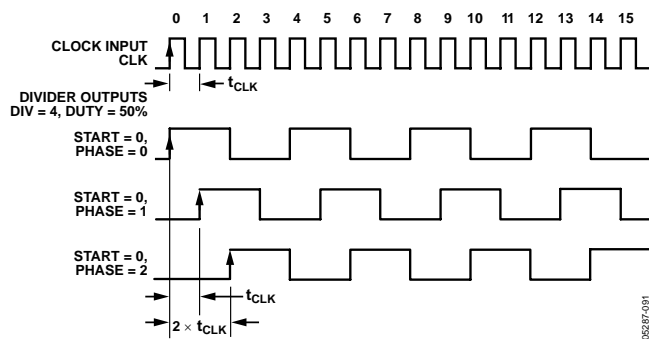 0 1 2 3 4 5 6 7 8 9 10 11 12 13 14 15
CLOCK INPUT
CLK
tCLK
DIVIDER OUTPUTS
DIV = 4, DUTY = 50%
START = 0,
PHASE = 0
START = 0,
PHASE = 1
START = 0,
PHASE = 2
tCLK
2 × tCLK
05287-091